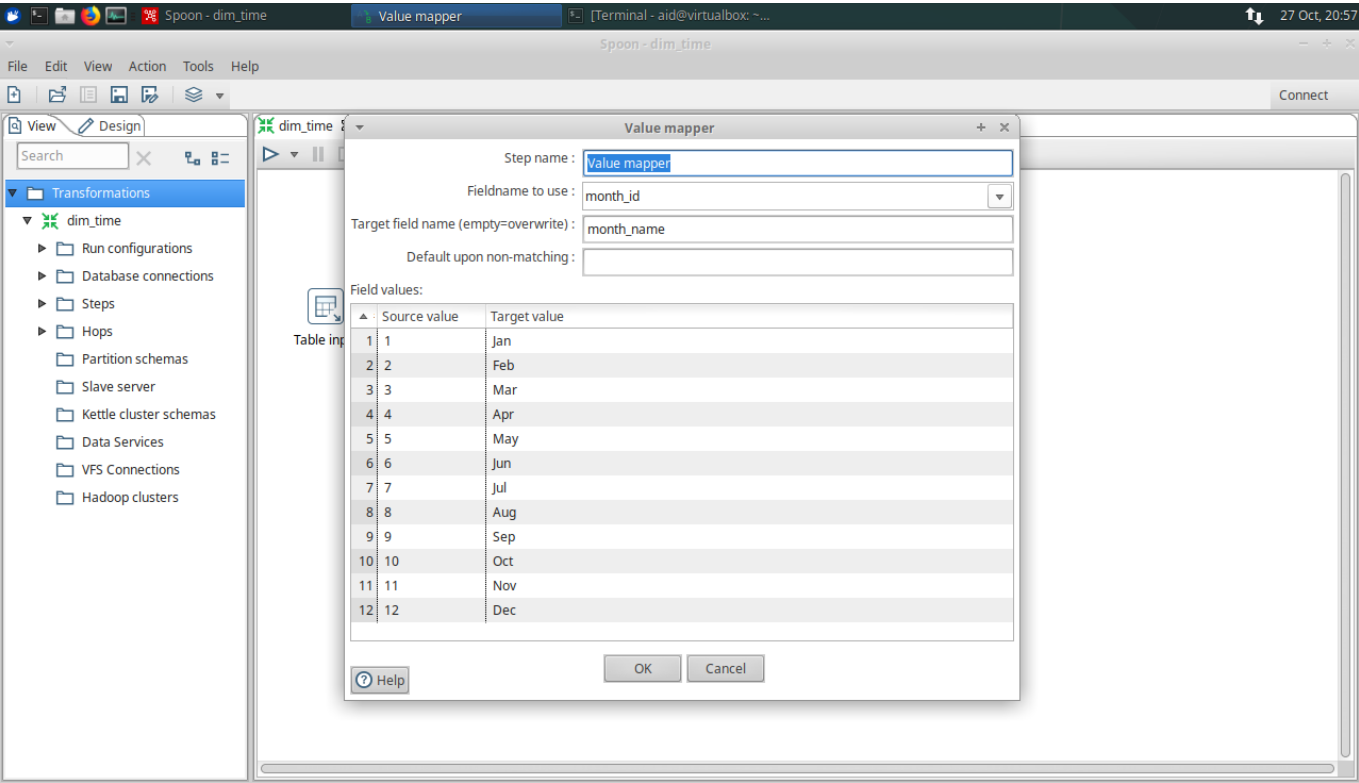 Spoon - dim_time Value mapper [Terminal - aid@virtualbox: ~... 27 Oct, 20:57
Spoon - dim_time
File Edit View Action Tools Help
Connect
View Design
Search
Transformations
dim_time
Run configurations
Database connections
Steps
Hops
Partition schemas
Slave server
Kettle cluster schemas
Data Services
VFS Connections
Hadoop clusters
dim_time
Table inp
Value mapper
Step name : Value mapper
Fieldname to use : month_id
Target field name (empty=overwrite) : month_name
Default upon non-matching :
Field values:
Source value Target value
1 1 Jan
2 2 Feb
3 3 Mar
4 4 Apr
5 5 May
6 6 Jun
7 7 Jul
8 8 Aug
9 9 Sep
10 10 Oct
11 11 Nov
12 12 Dec
OK Cancel
Help